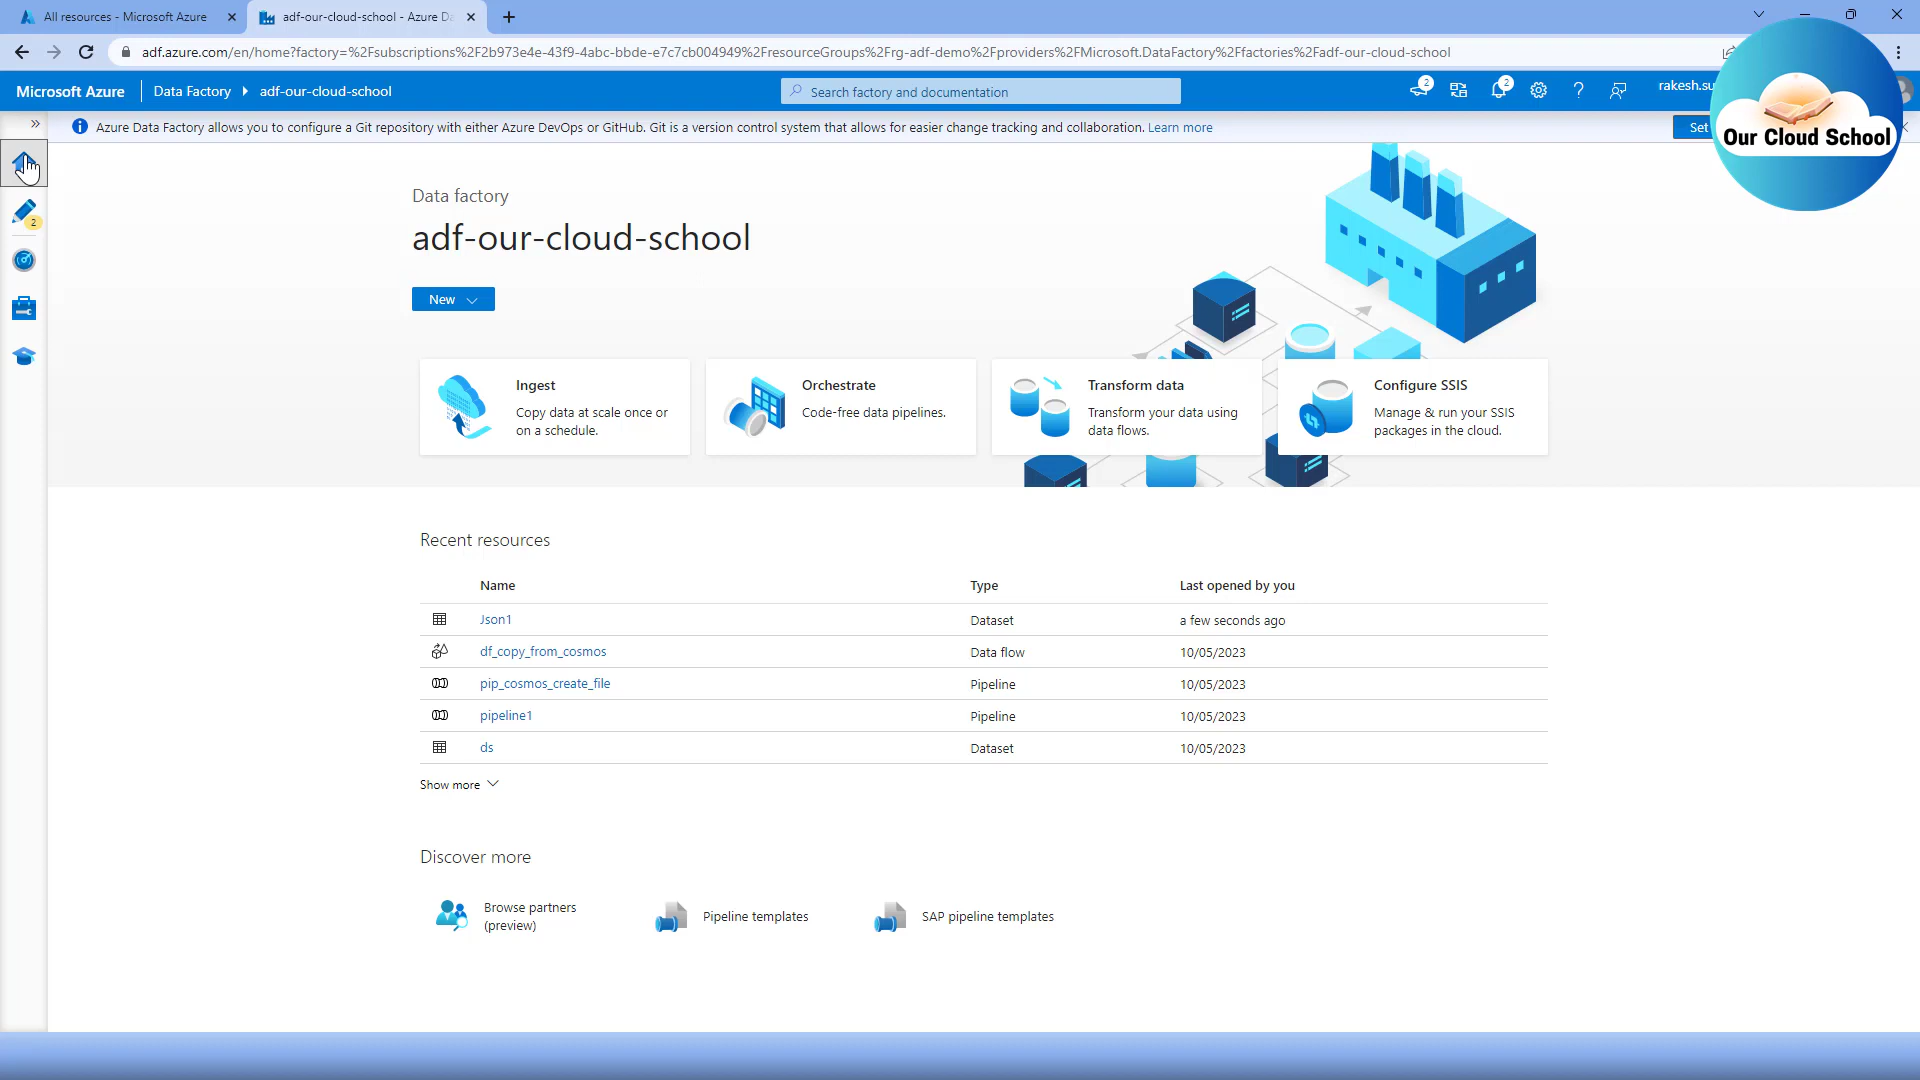 All resources - Microsoft Azure
adf-our-cloud-school - Azure Da
adf.azure.com/en/home?factory=%2Fsubscriptions%2F2b973e4e-43f9-4abc-bbde-e7c7cb004949%2FresourceGroups%2Frg-adf-demo%2Fproviders%2FMicrosoft.DataFactory%2Ffactories%2Fadf-our-cloud-school
Microsoft Azure
Data Factory
adf-our-cloud-school
Search factory and documentation
2
2
rakesh.su
Azure Data Factory allows you to configure a Git repository with either Azure DevOps or GitHub. Git is a version control system that allows for easier change tracking and collaboration. Learn more
Set
Our Cloud School
2
Data factory
adf-our-cloud-school
New
Ingest
Copy data at scale once or
on a schedule.
Orchestrate
Code-free data pipelines.
Transform data
Transform your data using
data flows.
Configure SSIS
Manage & run your SSIS
packages in the cloud.
Recent resources
Name Type Last opened by you
Json1 Dataset a few seconds ago
df_copy_from_cosmos Data flow 10/05/2023
pip_cosmos_create_file Pipeline 10/05/2023
pipeline1 Pipeline 10/05/2023
ds Dataset 10/05/2023
Show more
Discover more
Browse partners
(preview)
Pipeline templates
SAP pipeline templates